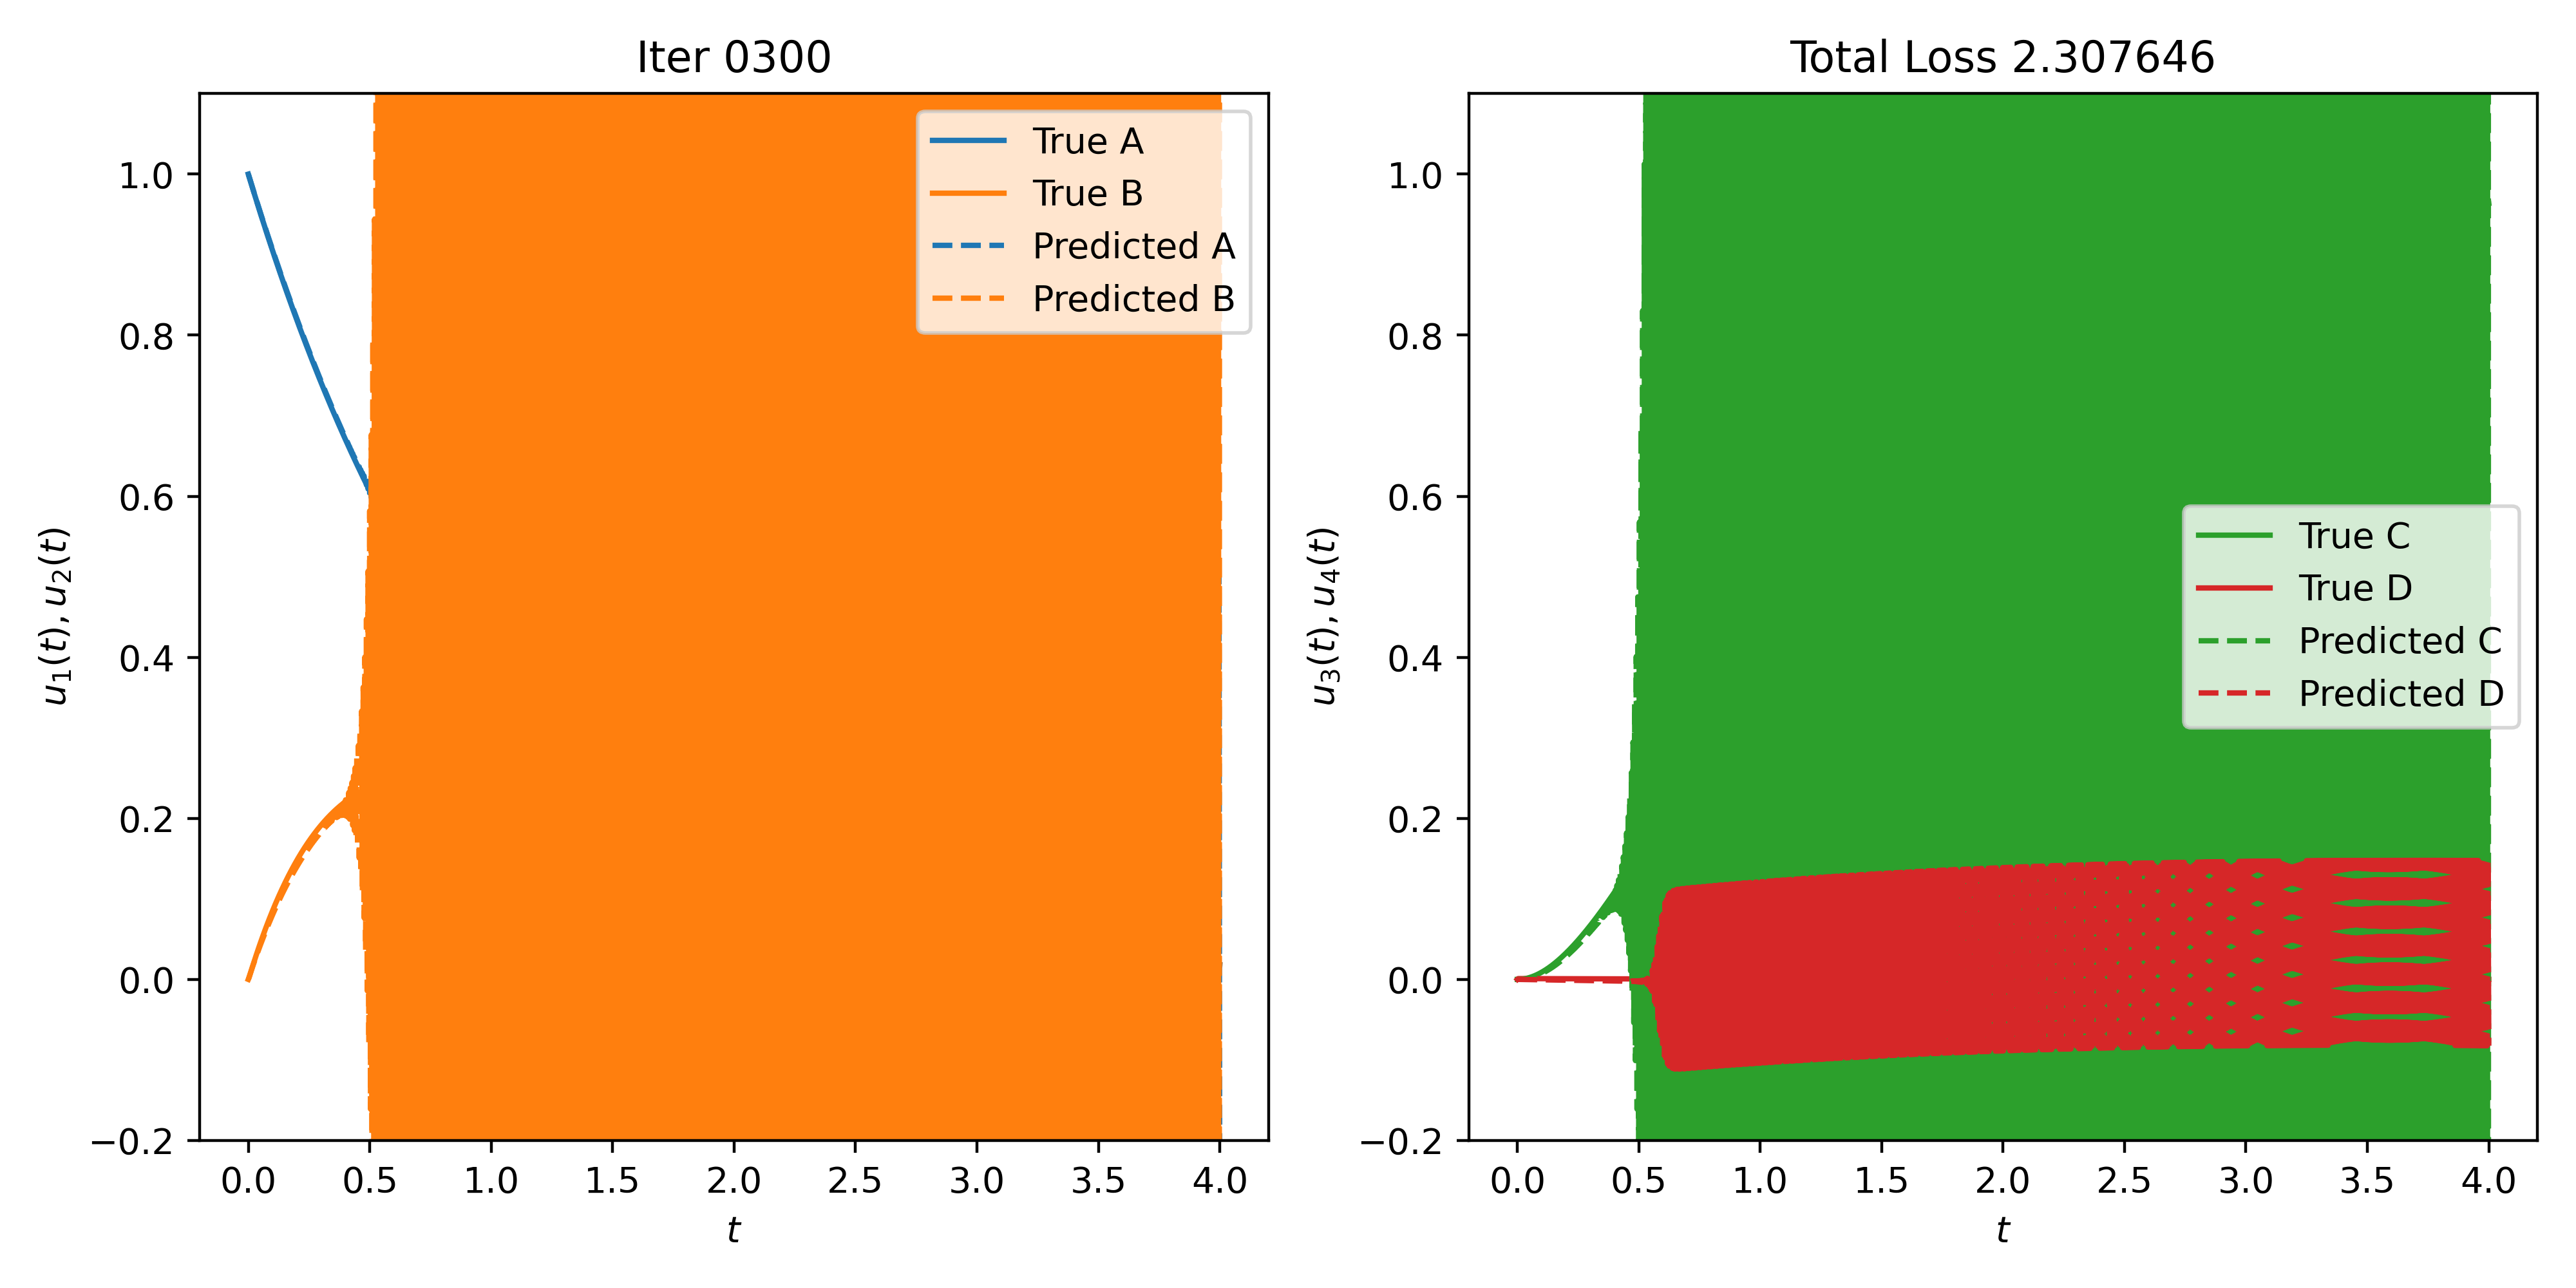 Iter 0300
u₁(t), u₂(t)
1.0
0.8
0.6
0.4
0.2
0.0
−0.2
0.0 0.5 1.0 1.5 2.0 2.5 3.0 3.5 4.0
t
True A
True B
Predicted A
Predicted B
Total Loss 2.307646
u₃(t), u₄(t)
1.0
0.8
0.6
0.4
0.2
0.0
−0.2
0.0 0.5 1.0 1.5 2.0 2.5 3.0 3.5 4.0
t
True C
True D
Predicted C
Predicted D